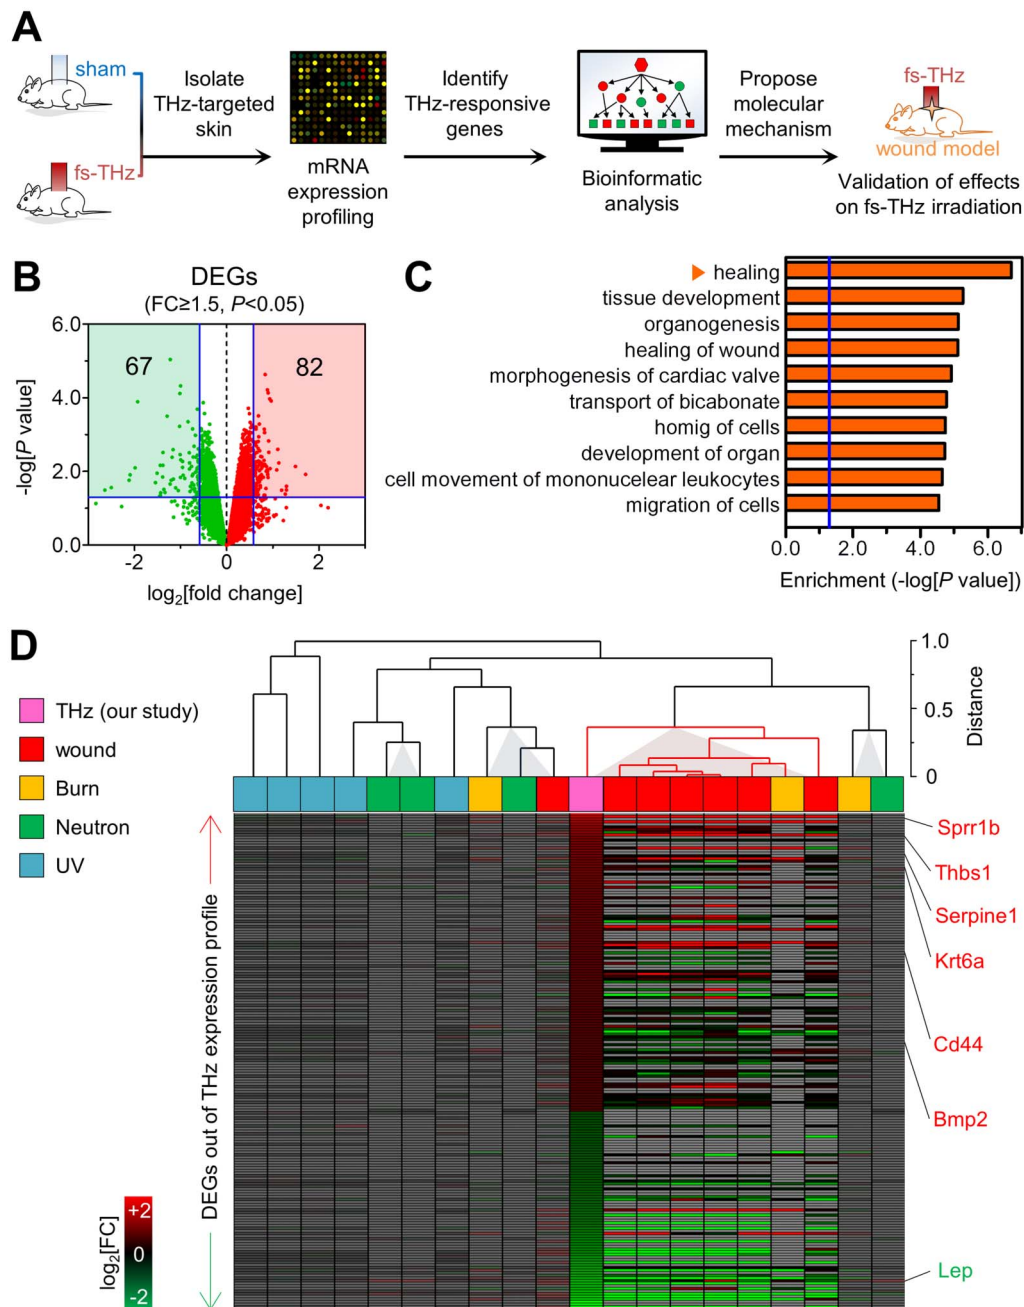 A
sham
fs-THz
Isolate
THz-targeted
skin
mRNA
expression
profiling
Identify
THz-responsive
genes
Bioinformatic
analysis
Propose
molecular
mechanism
fs-THz
wound model
Validation of effects
on fs-THz irradiation
B
DEGs
(FC≥1.5, P<0.05)
67
82
6.0
4.0
2.0
0.0
-log[P value]
-2
0
2
log2[fold change]
C
healing
tissue development
organogenesis
healing of wound
morphogenesis of cardiac valve
transport of bicabonate
homig of cells
development of organ
cell movement of mononucelear leukocytes
migration of cells
0.0
2.0
4.0
6.0
Enrichment (-log[P value])
D
THz (our study)
wound
Burn
Neutron
UV
1.0
0.5
0
Distance
DEGs out of THz expression profile
Sprr1b
Thbs1
Serpine1
Krt6a
Cd44
Bmp2
Lep
log2[FC]
+2
0
-2